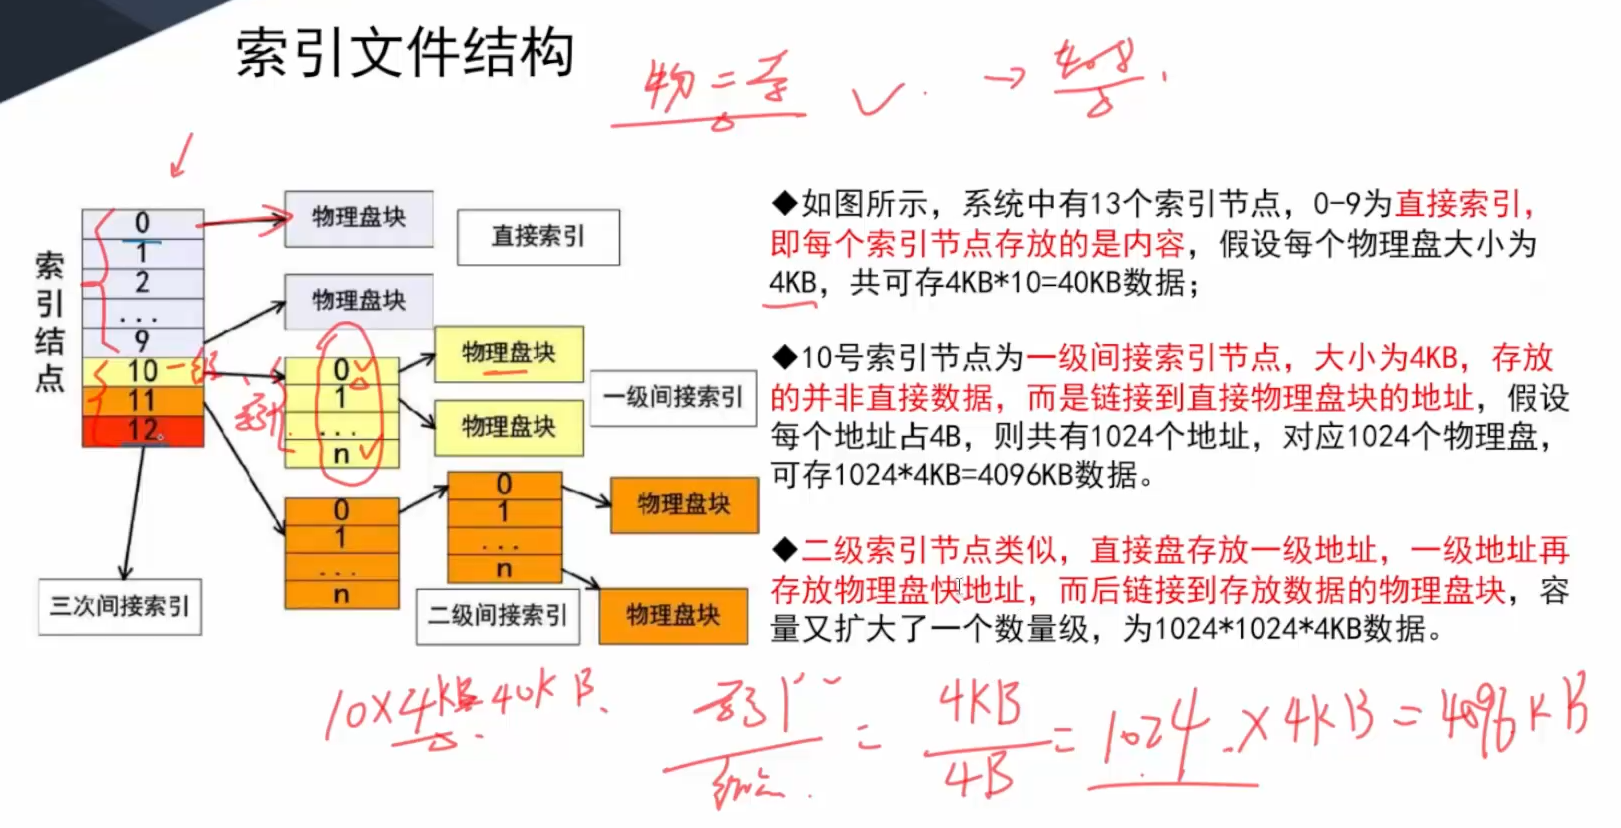 索引文件结构
索引结点
0
1
2
...
9
10 一级
11
12
物理盘块
直接索引
物理盘块
0
1
...
n
物理盘块
物理盘块
一级间接索引
0
1
...
n
0
1
...
n
物理盘块
物理盘块
二级间接索引
三次间接索引
◆如图所示，系统中有13个索引节点，0-9为直接索引，
即每个索引节点存放的是内容，假设每个物理盘大小为
4KB，共可存4KB*10=40KB数据；
◆10号索引节点为一级间接索引节点，大小为4KB，存放
的并非直接数据，而是链接到直接物理盘块的地址，假设
每个地址占4B，则共有1024个地址，对应1024个物理盘，
可存1024*4KB=4096KB数据。
◆二级索引节点类似，直接盘存放一级地址，一级地址再
存放物理盘快地址，而后链接到存放数据的物理盘块，容
量又扩大了一个数量级，为1024*1024*4KB数据。
10×4KB 40KB
= 4KB / 4B = 1024 × 4KB = 4096KB